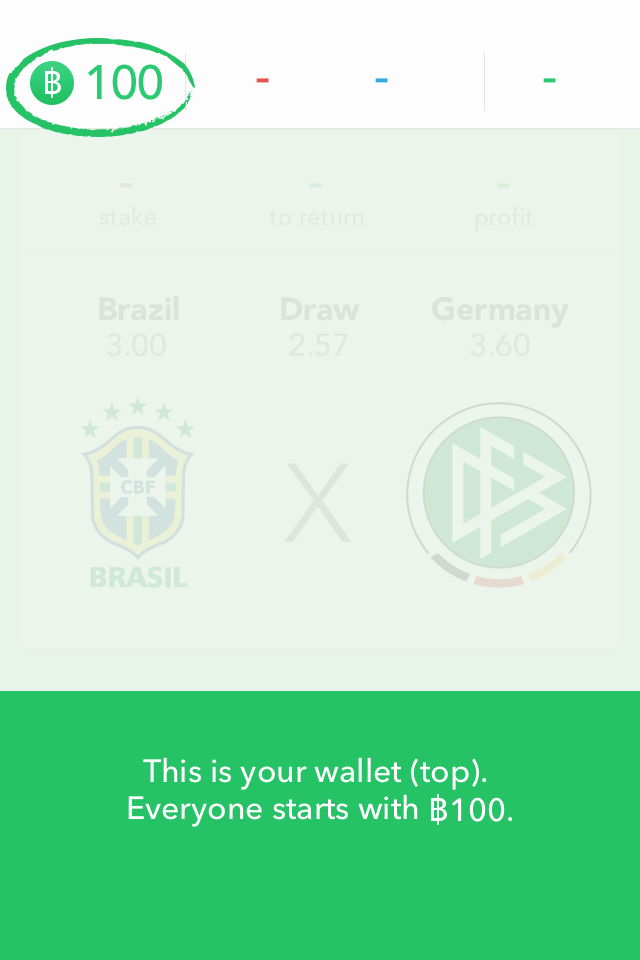 ฿ 100 - - -
- - -
stake to return profit
Brazil Draw Germany
3.00 2.57 3.60
CBF
X
BRASIL
This is your wallet (top).
Everyone starts with ฿100.